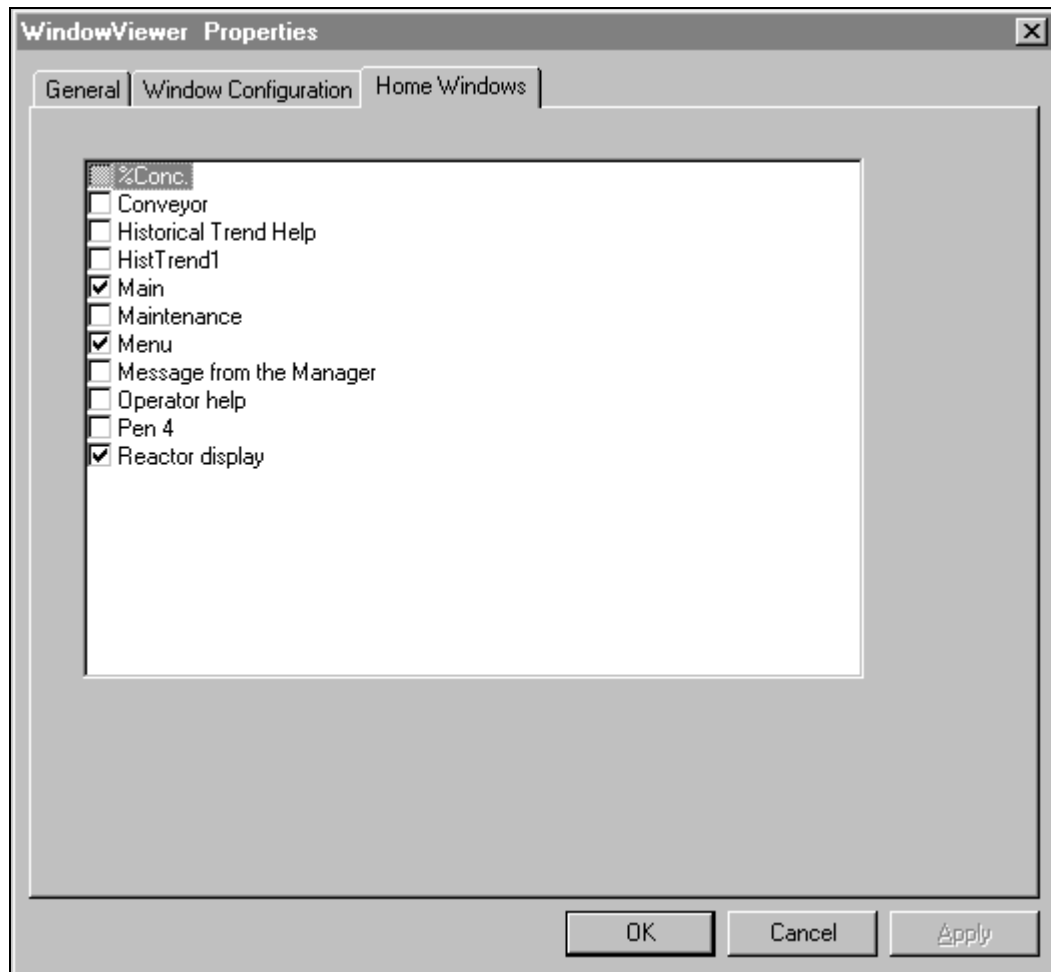 WindowViewer Properties
General Window Configuration Home Windows
%Conc.
Conveyor
Historical Trend Help
HistTrend1
Main
Maintenance
Menu
Message from the Manager
Operator help
Pen 4
Reactor display
OK Cancel Apply